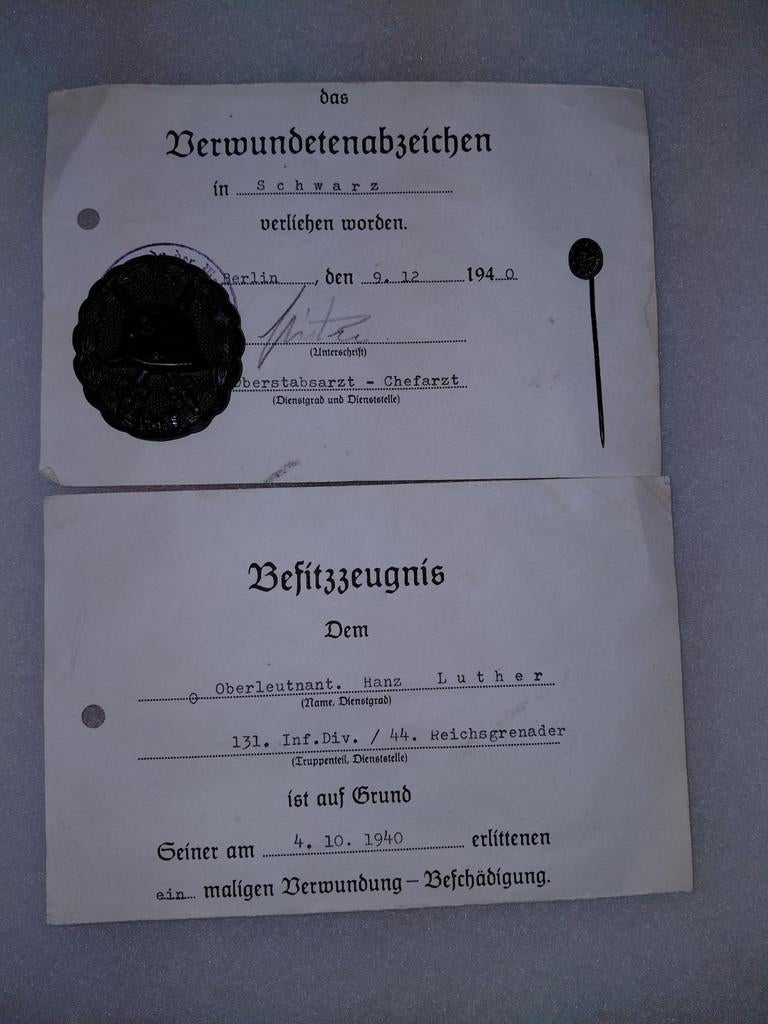 das
Verwundetenabzeichen
in Schwarz
verliehen worden.
Berlin, den 9. 12 1940
(Unterschrift)
Oberstabsarzt - Chefarzt
(Dienstgrad und Dienststelle)
Besitzzeugnis
Dem
Oberleutnant. Hanz Luther
(Name, Dienstgrad)
131. Inf.Div. / 44. Reichsgrenader
(Truppenteil, Dienststelle)
ist auf Grund
Seiner am 4. 10. 1940 erlittenen
ein maligen Verwundung – Beschädigung.